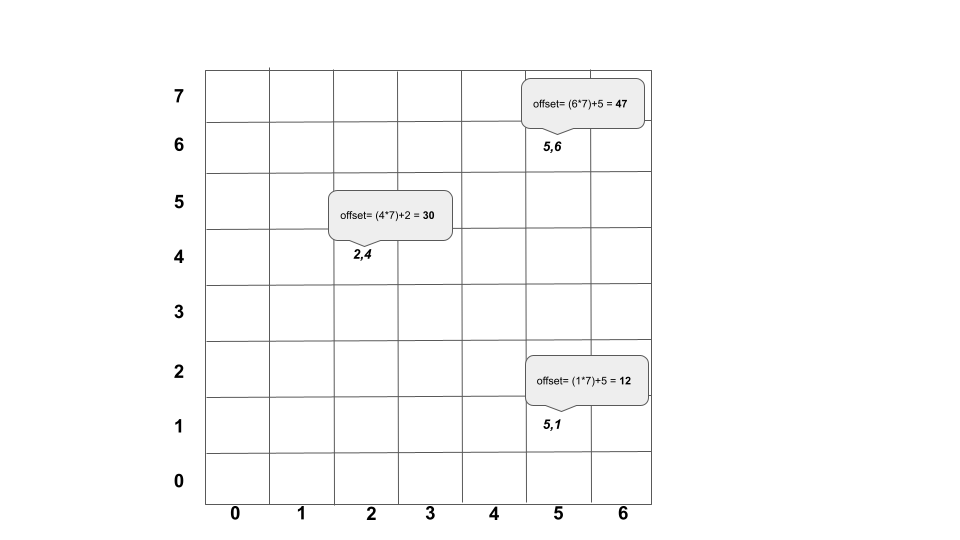 7
offset= (6*7)+5 = 47
6
5,6
5
offset= (4*7)+2 = 30
4
2,4
3
2
offset= (1*7)+5 = 12
1
5,1
0
0 1 2 3 4 5 6